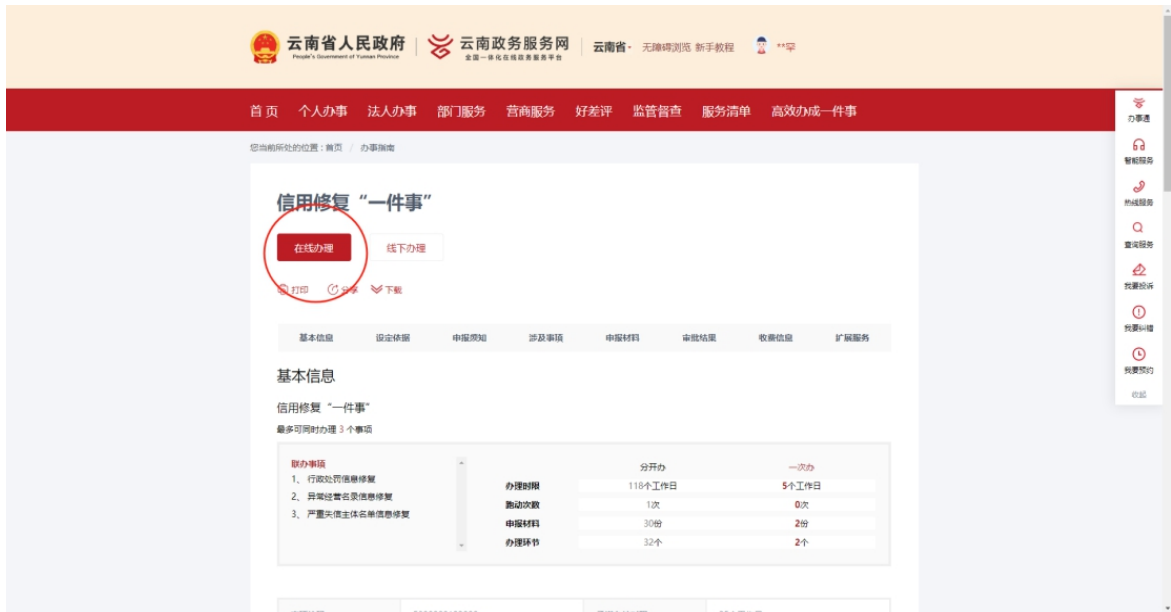 云南省人民政府
People's Government of Yunnan Province
云南政务服务网
全国一体化在线政务服务平台
云南省
无障碍浏览 新手教程
**罕
首页 个人办事 法人办事 部门服务 营商服务 好差评 监管督查 服务清单 高效办成一件事
您当前所处的位置：首页 / 办事指南
信用修复“一件事”
在线办理 线下办理
打印 分享 下载
基本信息 设定依据 申报须知 涉及事项 申报材料 审批结果 收费信息 扩展服务
基本信息
信用修复“一件事”
最多可同时办理 3 个事项
联办事项
1、 行政处罚信息修复
2、 异常经营名录信息修复
3、 严重失信主体名单信息修复
分开办 一次办
办理时限 118个工作日 5个工作日
跑动次数 1次 0次
申报材料 30份 2份
办理环节 32个 2个
办事通
智能服务
热线服务
查询服务
我要投诉
我要纠错
我要预约
收起